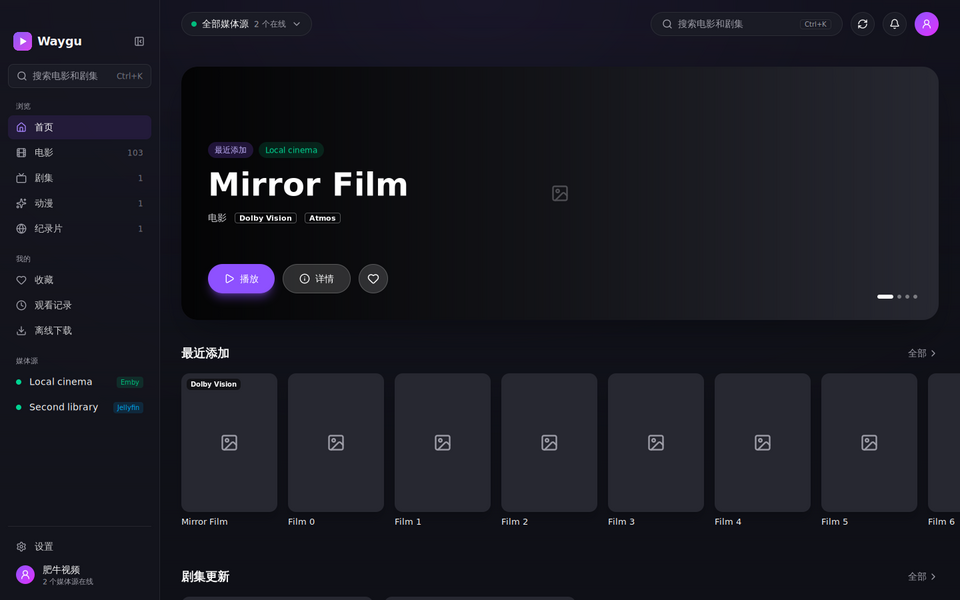 Waygu
搜索电影和剧集 Ctrl+K
浏览
首页
电影 103
剧集 1
动漫 1
纪录片 1
我的
收藏
观看记录
离线下载
媒体源
Local cinema Emby
Second library Jellyfin
设置
肥牛视频
2 个媒体源在线
全部媒体源 2 个在线
搜索电影和剧集 Ctrl+K
最近添加 Local cinema
Mirror Film
电影 Dolby Vision Atmos
播放 详情
最近添加 全部
Dolby Vision
Mirror Film Film 0 Film 1 Film 2 Film 3 Film 4 Film 5 Film 6
剧集更新 全部